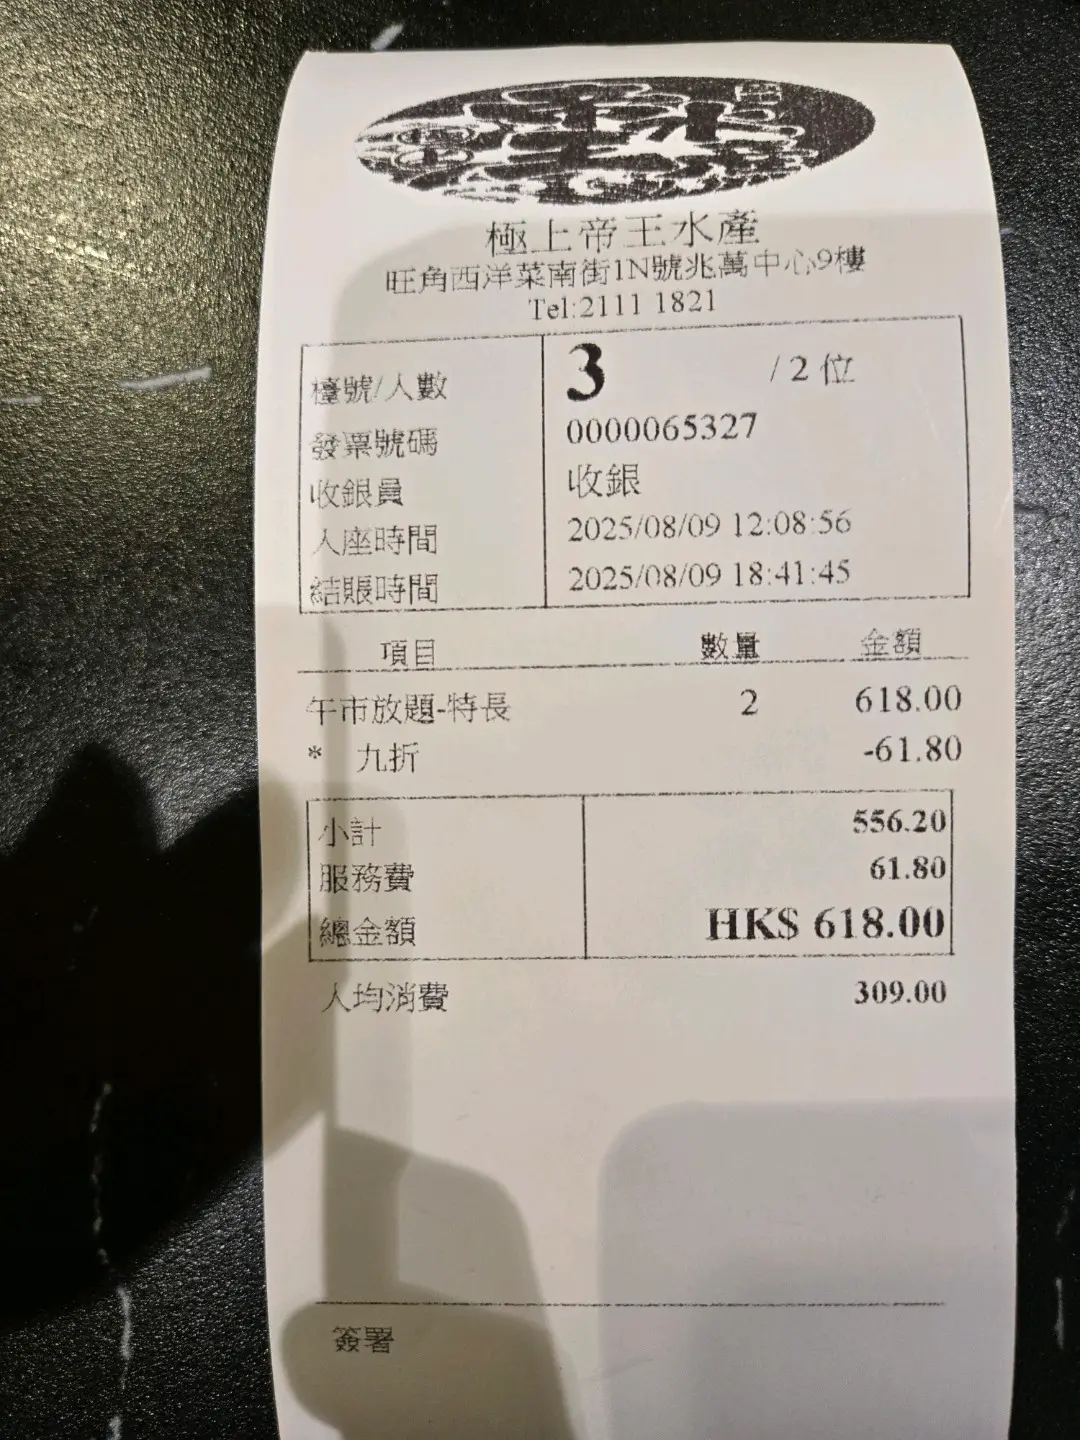 極上帝王水產
旺角西洋菜南街1N號兆萬中心9樓
Tel:2111 1821
檯號/人數 3 / 2 位
發票號碼 0000065327
收銀員 收銀
入座時間 2025/08/09 12:08:56
結賬時間 2025/08/09 18:41:45
項目 數量 金額
午市放題-特長 2 618.00
* 九折 -61.80
小計 556.20
服務費 61.80
總金額 HK$ 618.00
人均消費 309.00
簽署